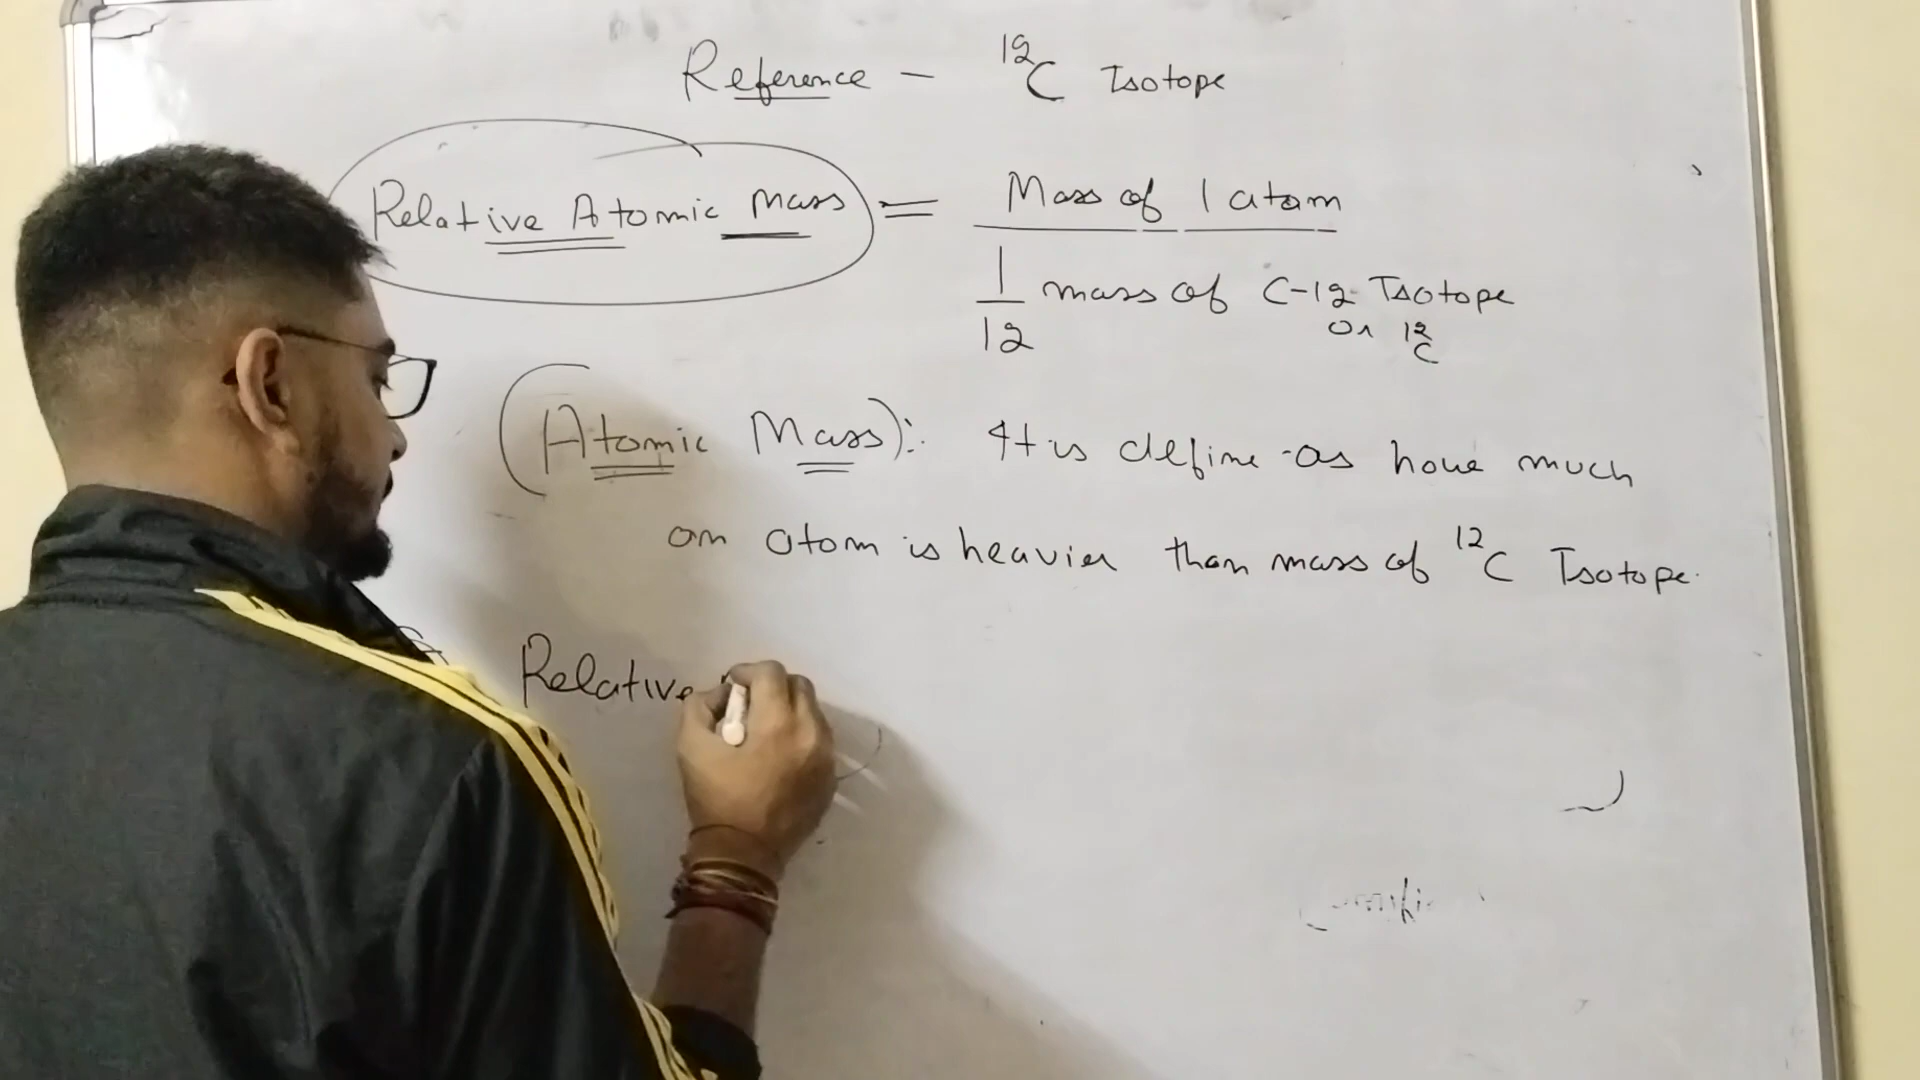 Reference - ¹²C Isotope
Relative Atomic mass = Mass of 1 atom
1/12 mass of C-12 Isotope
or ¹²C
(Atomic Mass): It is define as how much
an atom is heavier than mass of ¹²C Isotope.
Relative